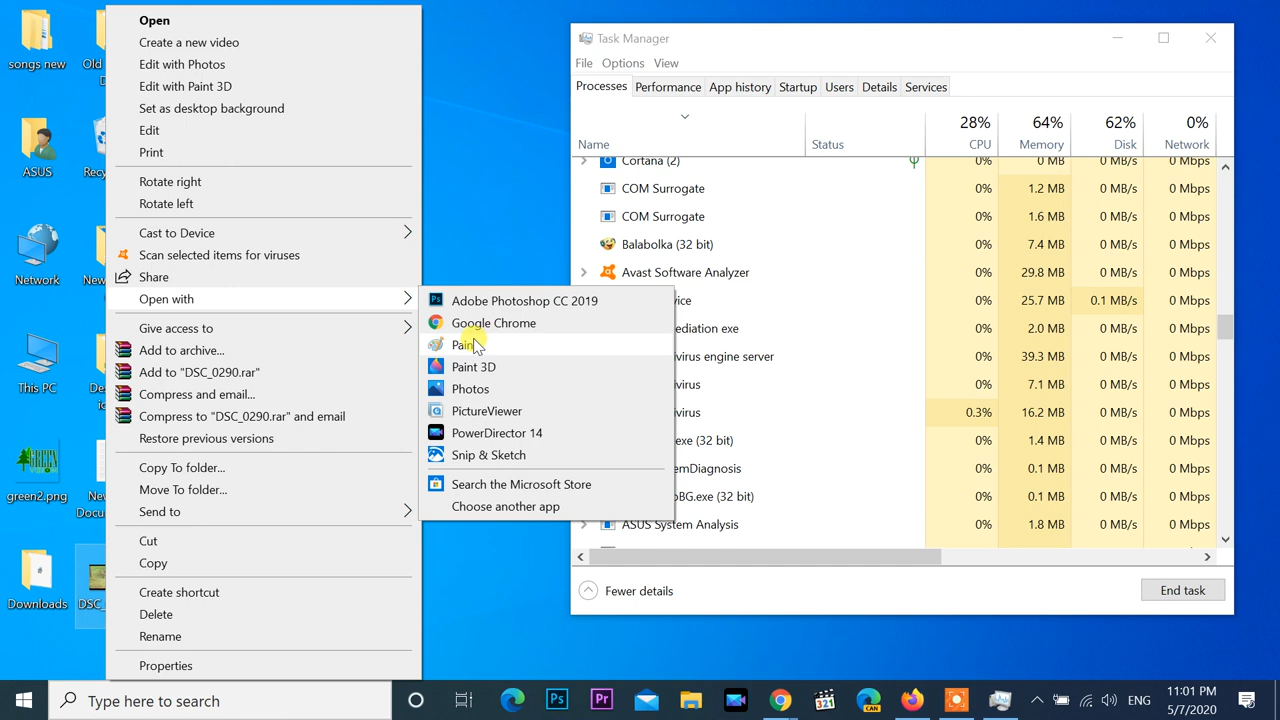 songs new
Old
ASUS
Recy
Network
New
This PC
De
ic
GREEN
green2.png
New
Docum
Downloads
DSC_
Open
Create a new video
Edit with Photos
Edit with Paint 3D
Set as desktop background
Edit
Print
Rotate right
Rotate left
Cast to Device
Scan selected items for viruses
Share
Open with
Give access to
Add to archive...
Add to "DSC_0290.rar"
Compress and email...
Compress to "DSC_0290.rar" and email
Restore previous versions
Copy To folder...
Move To folder...
Send to
Cut
Copy
Create shortcut
Delete
Rename
Properties
Ps Adobe Photoshop CC 2019
Google Chrome
Pain
Paint 3D
Photos
PictureViewer
PowerDirector 14
Snip & Sketch
Search the Microsoft Store
Choose another app
Task Manager
File Options View
Processes Performance App history Startup Users Details Services
28% 64% 62% 0%
Name Status CPU Memory Disk Network
Cortana (2) 0% 0 MB 0 MB/s 0 Mbps
COM Surrogate 0% 1.2 MB 0 MB/s 0 Mbps
COM Surrogate 0% 1.6 MB 0 MB/s 0 Mbps
Balabolka (32 bit) 0% 7.4 MB 0 MB/s 0 Mbps
Avast Software Analyzer 0% 29.8 MB 0 MB/s 0 Mbps
vice 0% 25.7 MB 0.1 MB/s 0 Mbps
ediation exe 0% 2.0 MB 0 MB/s 0 Mbps
virus engine server 0% 39.3 MB 0 MB/s 0 Mbps
virus 0% 7.1 MB 0 MB/s 0 Mbps
virus 0.3% 16.2 MB 0 MB/s 0 Mbps
.exe (32 bit) 0% 1.4 MB 0 MB/s 0 Mbps
emDiagnosis 0% 0.1 MB 0 MB/s 0 Mbps
oBG.exe (32 bit) 0% 0.1 MB 0 MB/s 0 Mbps
ASUS System Analysis 0% 1.8 MB 0 MB/s 0 Mbps
Fewer details End task
Type here to search
Ps Pr 321 CAN
ENG 11:01 PM
5/7/2020